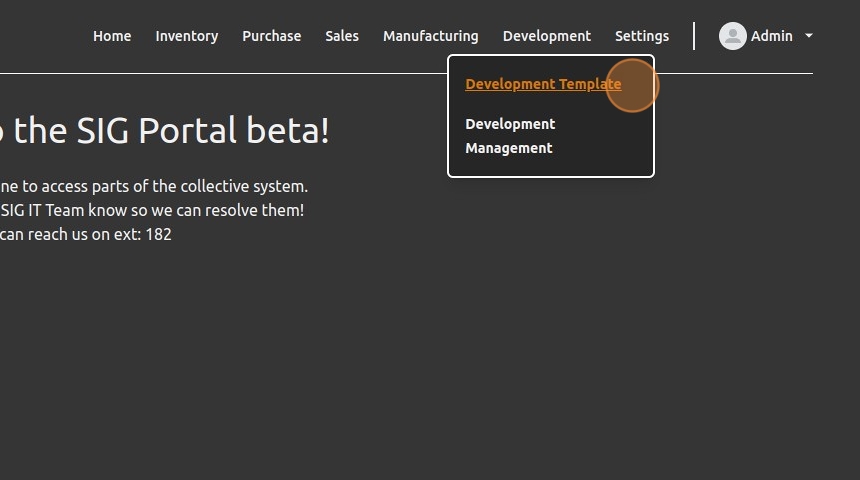 Home Inventory Purchase Sales Manufacturing Development Settings Admin
Development Template
Development
Management
the SIG Portal beta!
to access parts of the collective system.
SIG IT Team know so we can resolve them!
can reach us on ext: 182